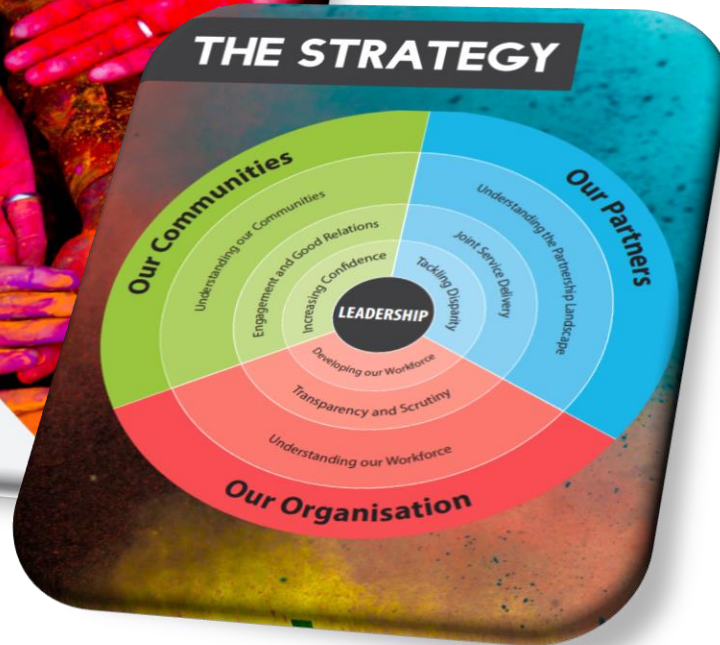 THE STRATEGY
Our Communities
Understanding our Communities
Engagement and Good Relations
Increasing Confidence
Our Partners
Understanding the Partnership Landscape
Joint Service Delivery
Tackling Disparity
LEADERSHIP
Developing our Workforce
Transparency and Scrutiny
Understanding our Workforce
Our Organisation